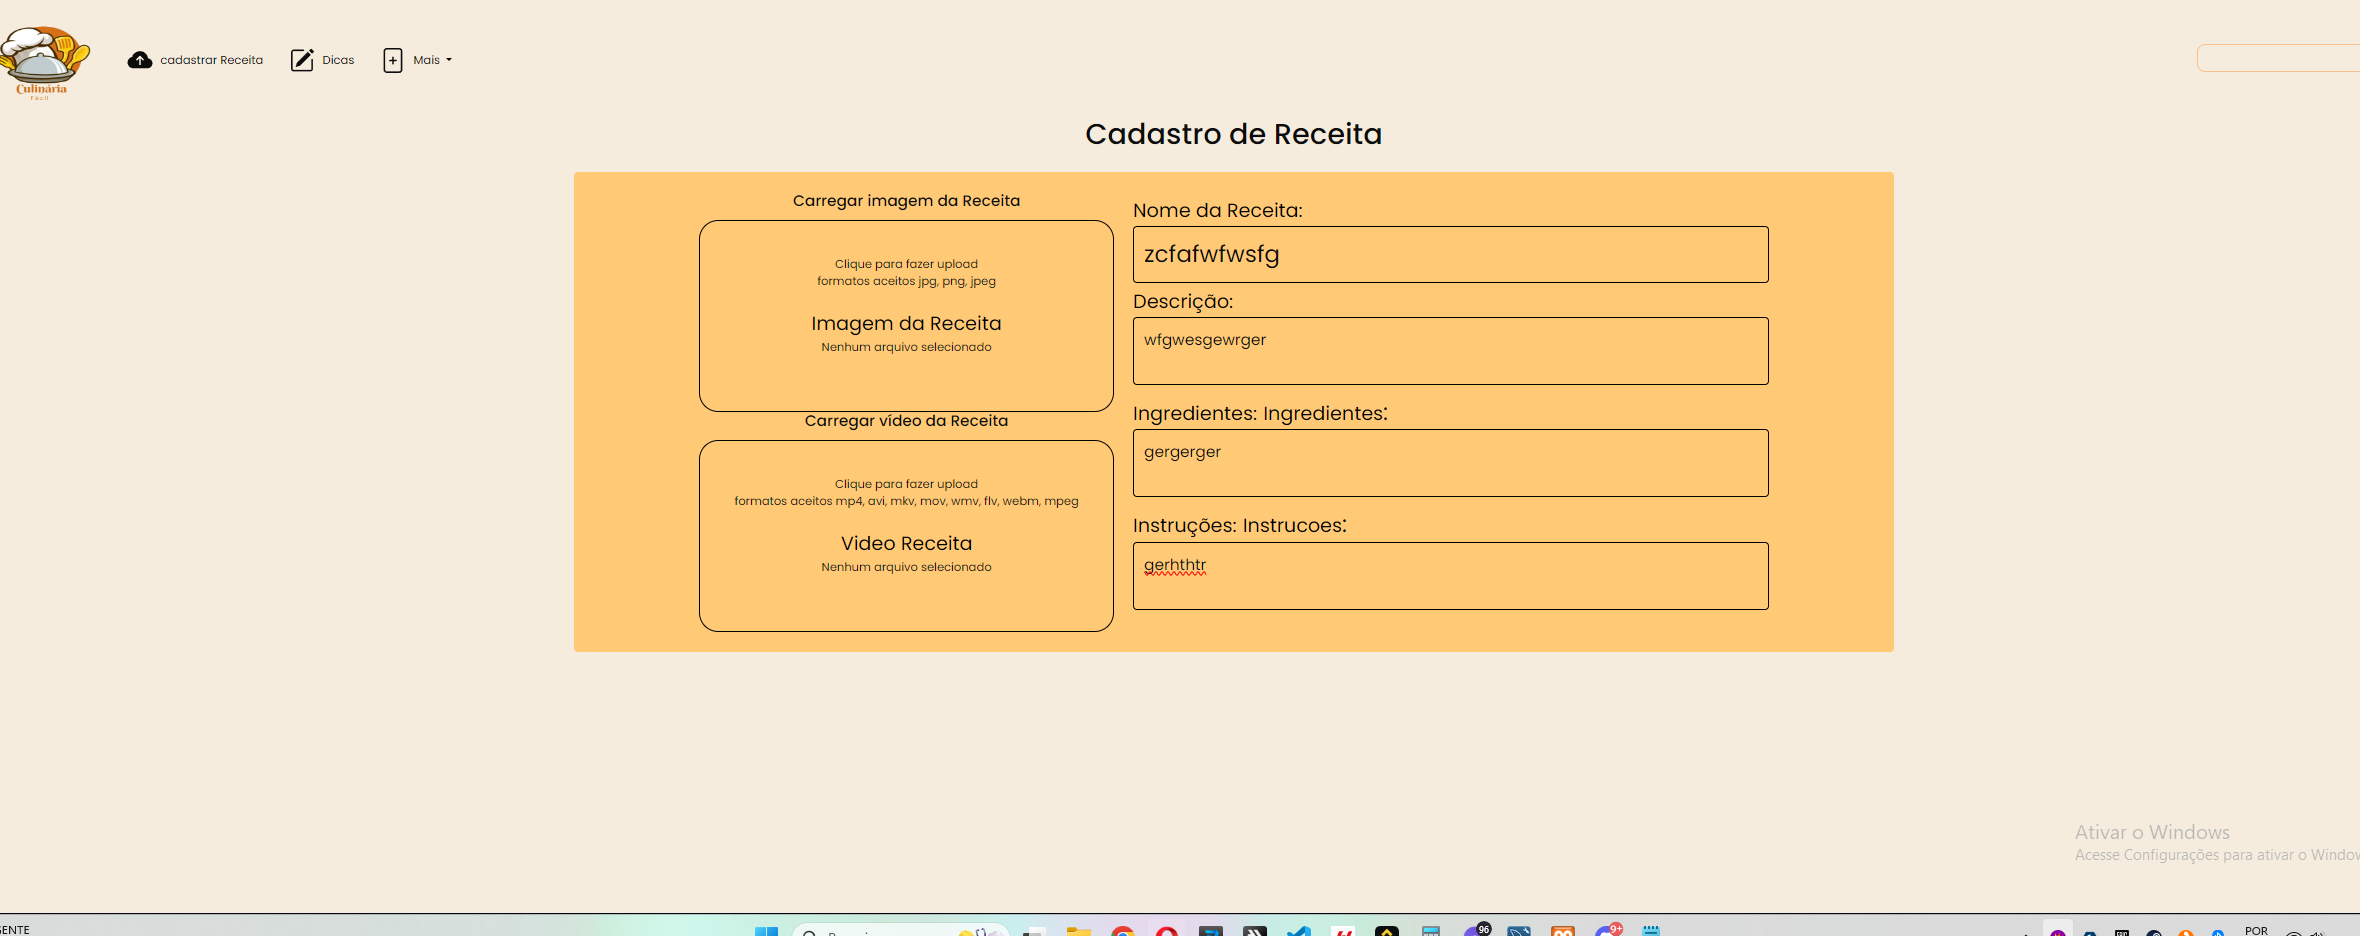 Culinária
Fácil
cadastrar Receita
Dicas
Mais
Cadastro de Receita
Carregar imagem da Receita
Clique para fazer upload
formatos aceitos jpg, png, jpeg
Imagem da Receita
Nenhum arquivo selecionado
Carregar vídeo da Receita
Clique para fazer upload
formatos aceitos mp4, avi, mkv, mov, wmv, flv, webm, mpeg
Video Receita
Nenhum arquivo selecionado
Nome da Receita:
zcfafwfwsfg
Descrição:
wfgwesgewrger
Ingredientes: Ingredientes:
gergerger
Instruções: Instrucoes:
gerhthtr
Ativar o Windows
Acesse Configurações para ativar o Window
96
9+
POR